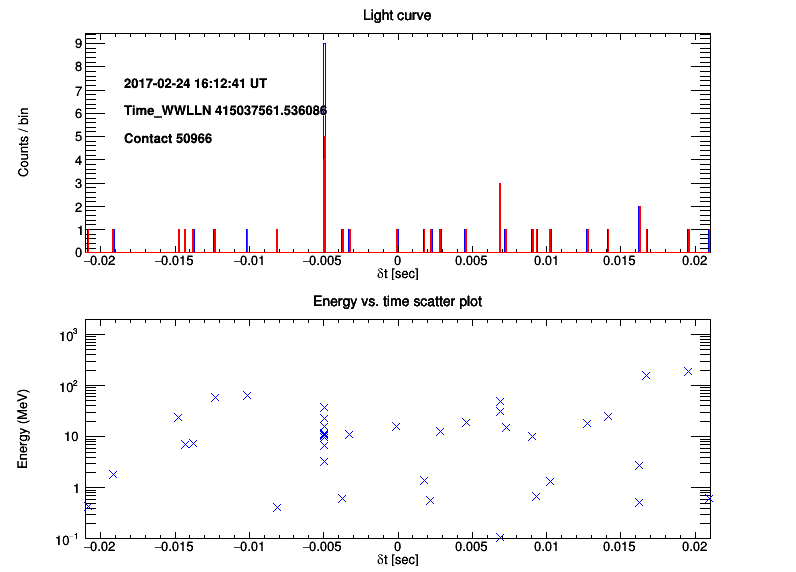 Light curve
9
8
7
6
5
4
3
2
1
0
Counts / bin
2017-02-24 16:12:41 UT
Time_WWLLN 415037561.536086
Contact 50966
−0.02 −0.015 −0.01 −0.005 0 0.005 0.01 0.015 0.02
δt [sec]
Energy vs. time scatter plot
10³
10²
10
1
10⁻¹
Energy (MeV)
−0.02 −0.015 −0.01 −0.005 0 0.005 0.01 0.015 0.02
δt [sec]